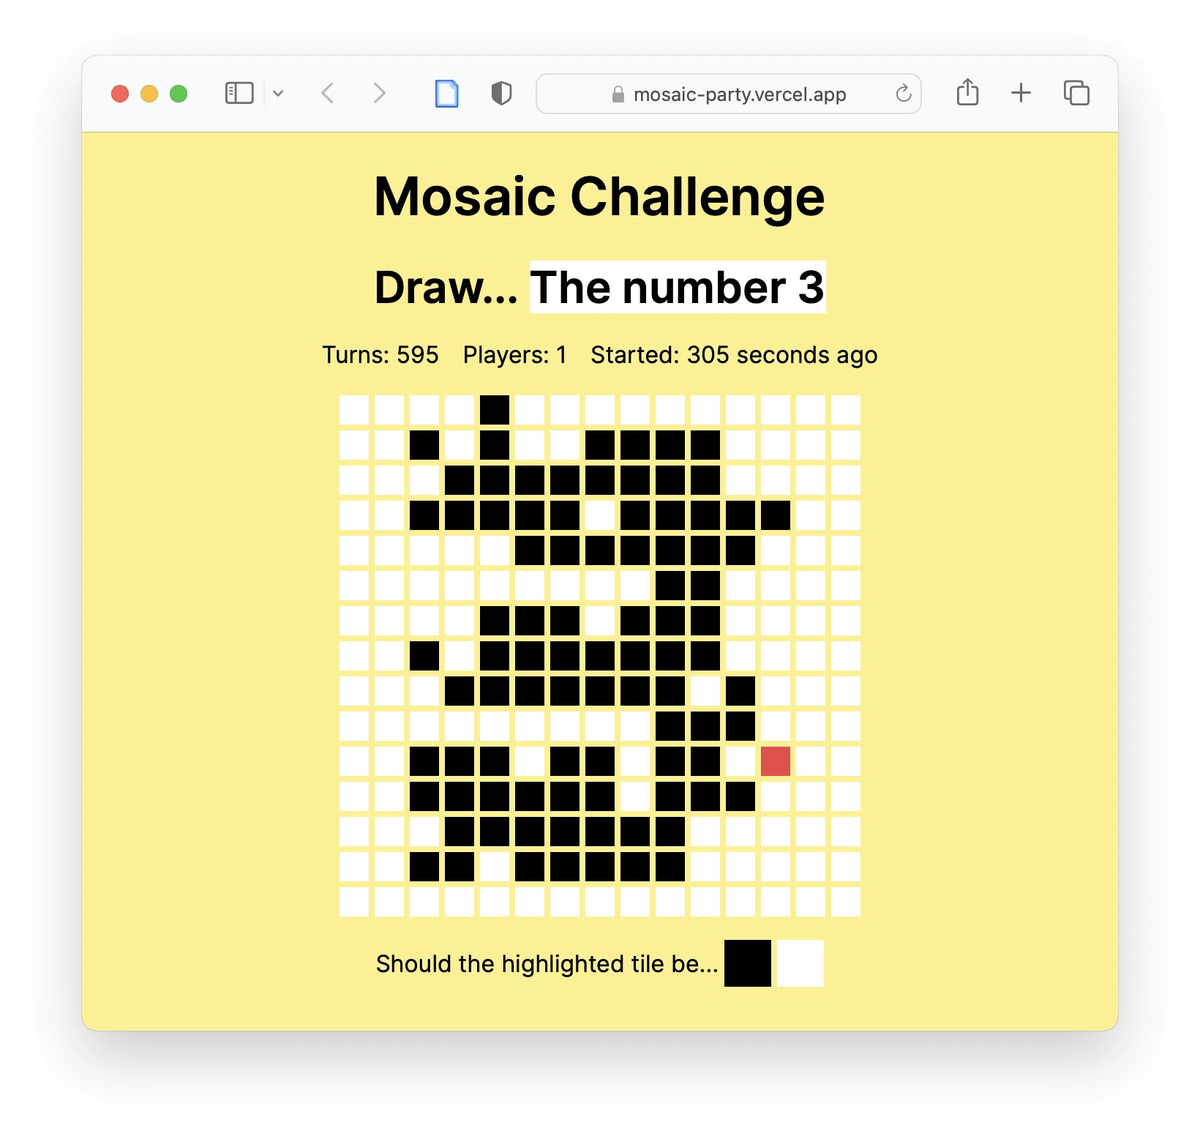 mosaic-party.vercel.app
Mosaic Challenge
Draw... The number 3
Turns: 595 Players: 1 Started: 305 seconds ago
Should the highlighted tile be...